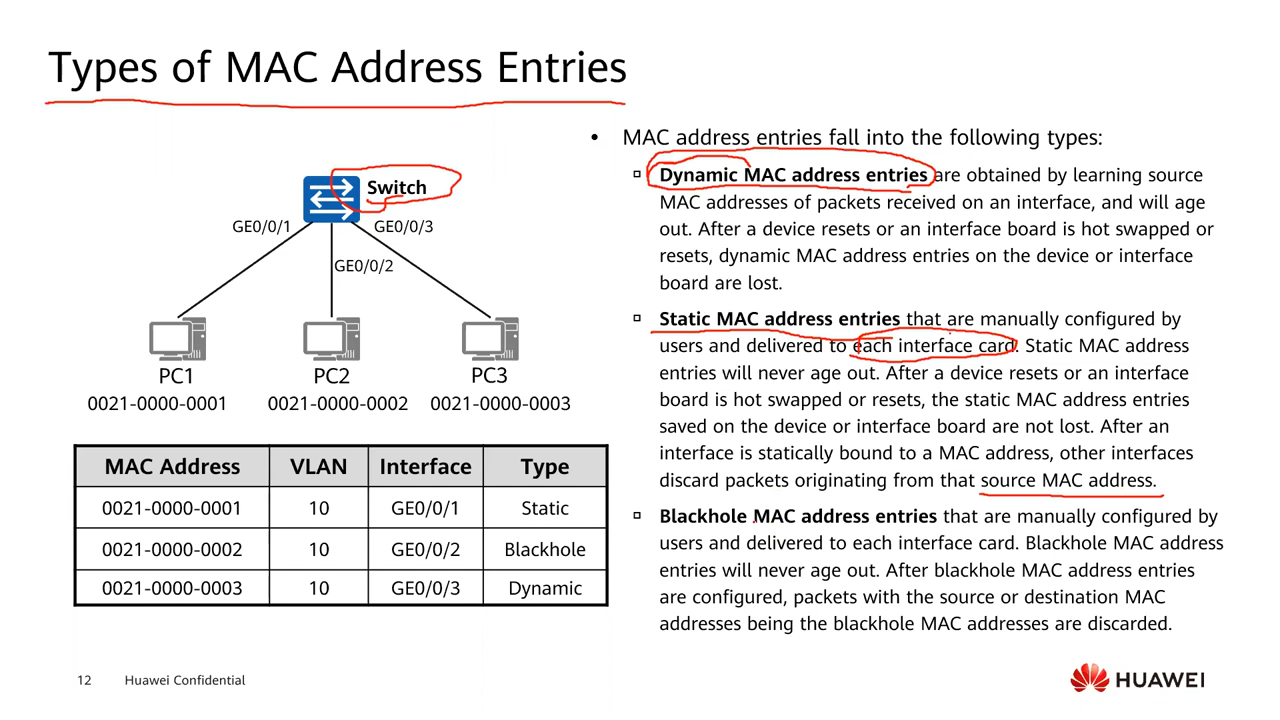 Types of MAC Address Entries
Switch
GE0/0/1
GE0/0/3
GE0/0/2
PC1
PC2
PC3
0021-0000-0001
0021-0000-0002
0021-0000-0003
MAC Address VLAN Interface Type
0021-0000-0001 10 GE0/0/1 Static
0021-0000-0002 10 GE0/0/2 Blackhole
0021-0000-0003 10 GE0/0/3 Dynamic
• MAC address entries fall into the following types:
▫ Dynamic MAC address entries are obtained by learning source
MAC addresses of packets received on an interface, and will age
out. After a device resets or an interface board is hot swapped or
resets, dynamic MAC address entries on the device or interface
board are lost.
▫ Static MAC address entries that are manually configured by
users and delivered to each interface card. Static MAC address
entries will never age out. After a device resets or an interface
board is hot swapped or resets, the static MAC address entries
saved on the device or interface board are not lost. After an
interface is statically bound to a MAC address, other interfaces
discard packets originating from that source MAC address.
▫ Blackhole MAC address entries that are manually configured by
users and delivered to each interface card. Blackhole MAC address
entries will never age out. After blackhole MAC address entries
are configured, packets with the source or destination MAC
addresses being the blackhole MAC addresses are discarded.
12 Huawei Confidential
HUAWEI